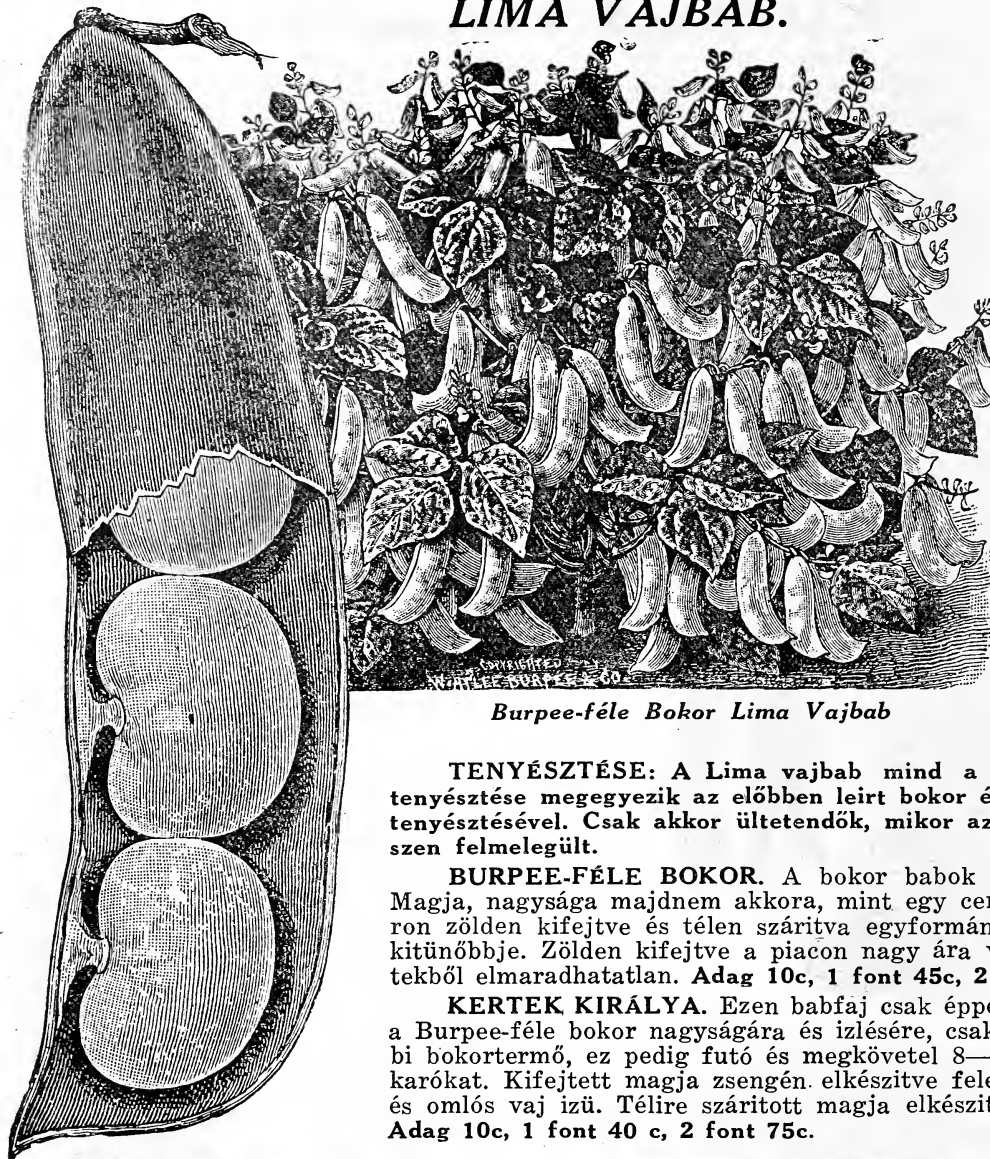 LIMA VAJBAB.
COPYRIGHTED BY
W. ATLEE BURPEE & CO
Burpee-féle Bokor Lima Vajbab
TENYÉSZTÉSE: A Lima vajbab mind a
tenyésztése megegyezik az előbben leirt bokor é
tenyésztésével. Csak akkor ültetendők, mikor az
szen felmelegült.
BURPEE-FÉLE BOKOR. A bokor babok
Magja, nagysága majdnem akkora, mint egy cen
ron zölden kifejtve és télen száritva egyformán
kitünőbbje. Zölden kifejtve a piacon nagy ára v
tekből elmaradhatatlan. Adag 10c, 1 font 45c, 2
KERTEK KIRÁLYA. Ezen babfaj csak éppe
a Burpee-féle bokor nagyságára és izlésére, csak
bi bokortermő, ez pedig futó és megkövetel 8—
karókat. Kifejtett magja zsengén elkészitve fele
és omlós vaj izü. Télire száritott magja elkészit
Adag 10c, 1 font 40 c, 2 font 75c.